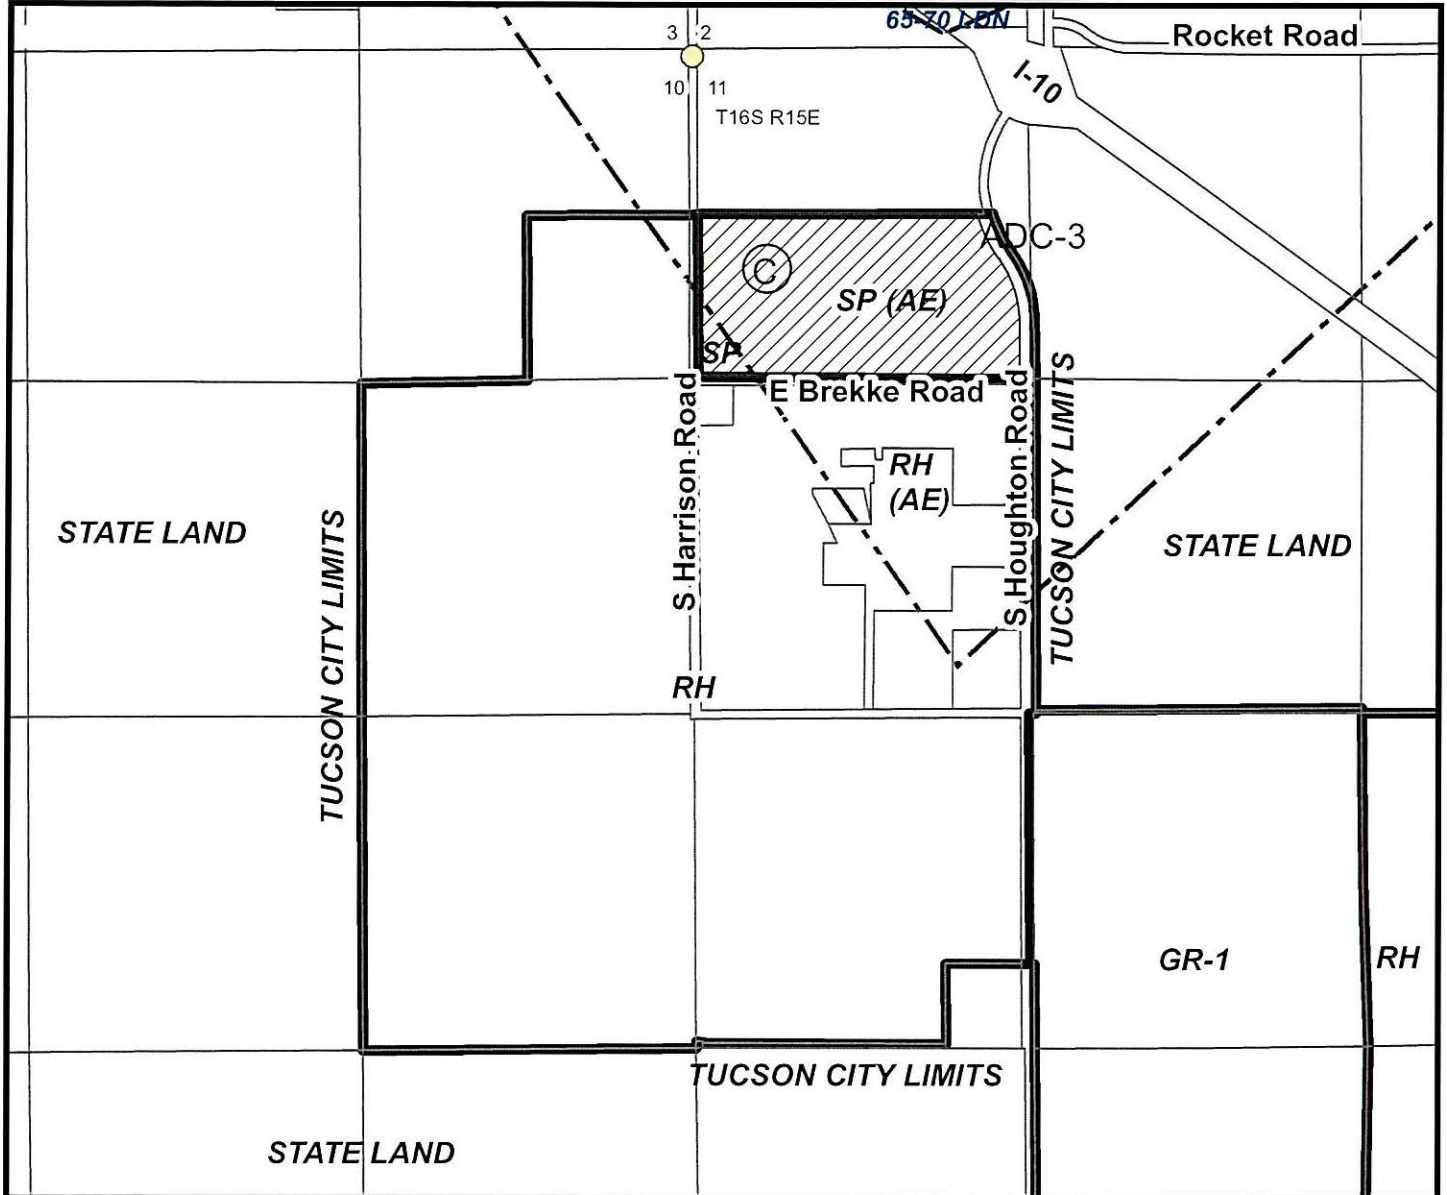 65-70 LDN
3 2
Rocket Road
I-10
10 11
T16S R15E
ADC-3
C
SP (AE)
SP
E Brekke Road
S Harrison Road
S Houghton Road
TUCSON CITY LIMITS
RH
(AE)
STATE LAND
STATE LAND
TUCSON CITY LIMITS
RH
GR-1
RH
TUCSON CITY LIMITS
STATE LAND